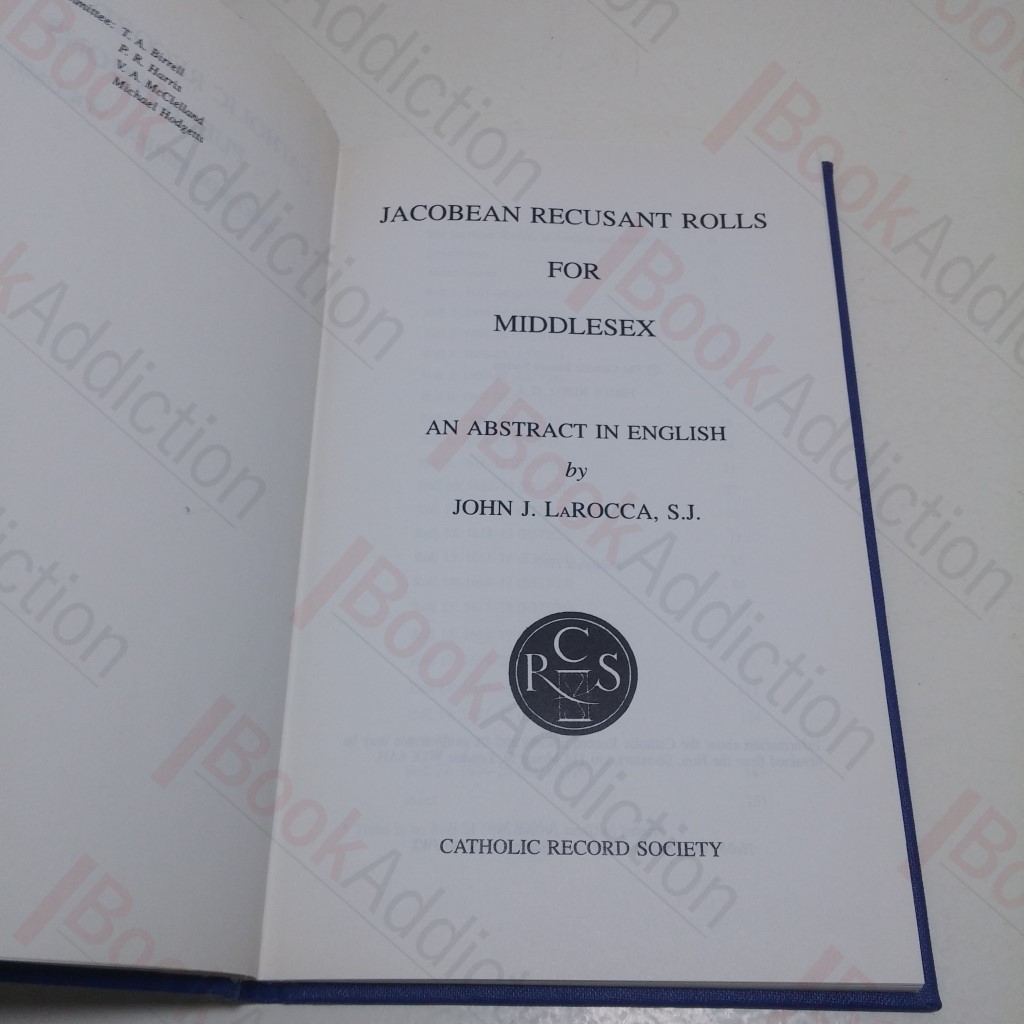 T. A. Birrell
P. R. Harris
V. A. McClelland
Michael Hodgetts
JACOBEAN RECUSANT ROLLS
FOR
MIDDLESEX
AN ABSTRACT IN ENGLISH
by
JOHN J. LAROCCA, S.J.
C
R S
CATHOLIC RECORD SOCIETY
BookAddiction